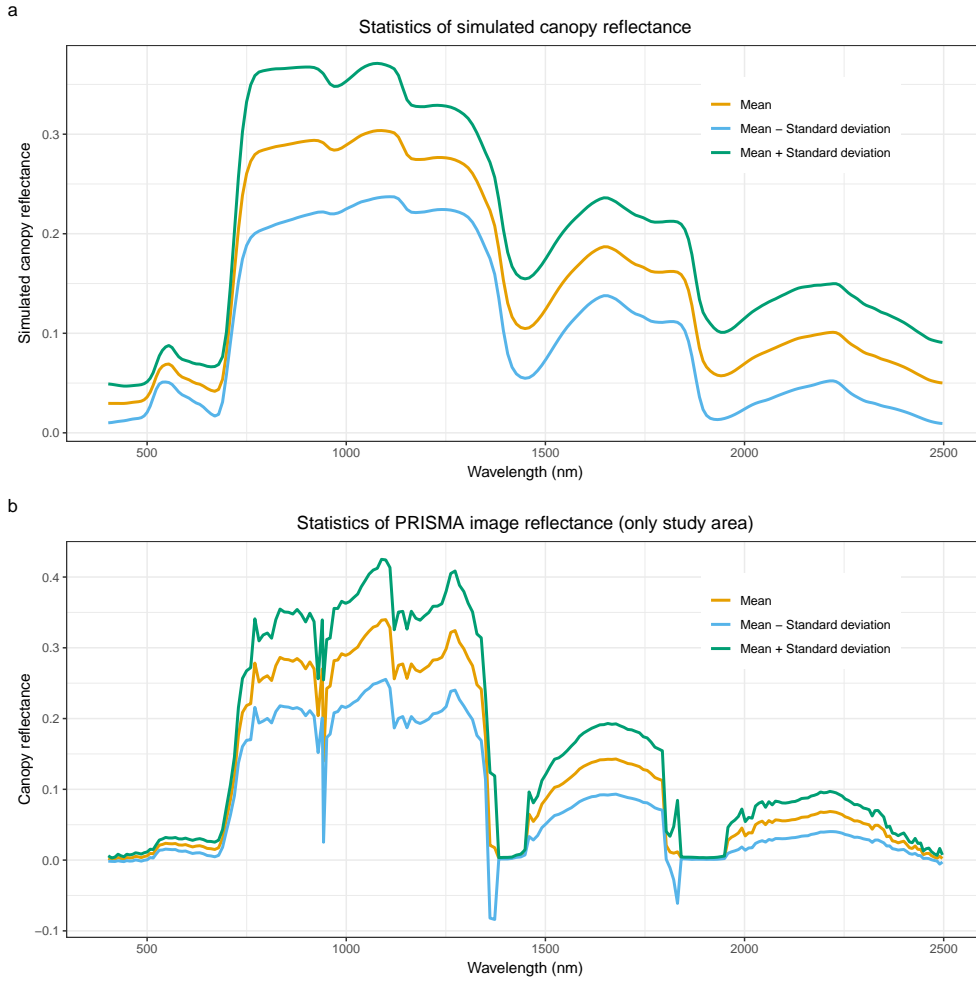 a
Statistics of simulated canopy reflectance
Simulated canopy reflectance
0.3
0.2
0.1
0.0
Mean
Mean − Standard deviation
Mean + Standard deviation
500 1000 1500 2000 2500
Wavelength (nm)
b
Statistics of PRISMA image reflectance (only study area)
Canopy reflectance
0.4
0.3
0.2
0.1
0.0
−0.1
Mean
Mean − Standard deviation
Mean + Standard deviation
500 1000 1500 2000 2500
Wavelength (nm)